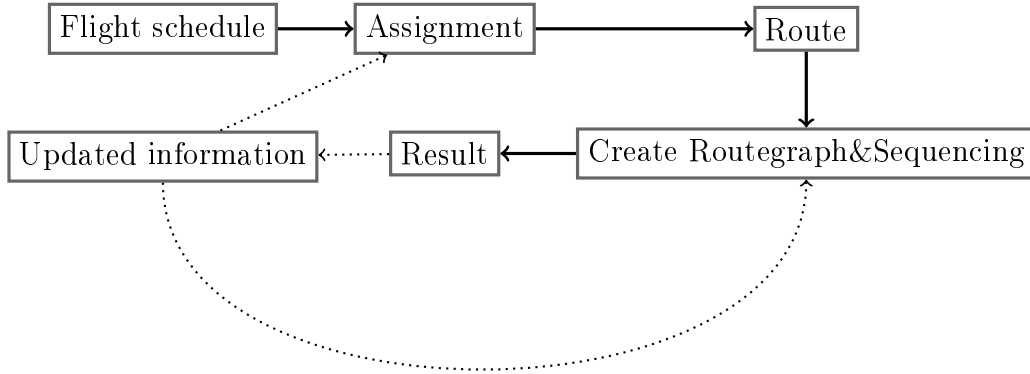 Flight schedule
Assignment
Route
Updated information
Result
Create Routegraph&Sequencing